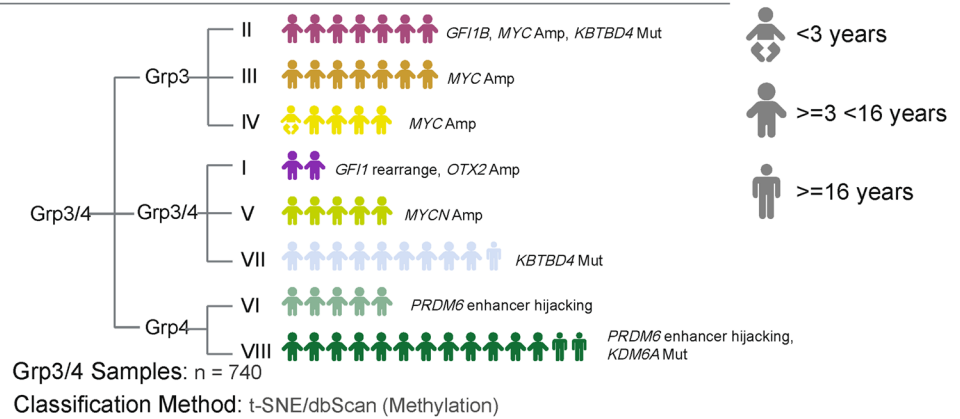 II
GFI1B, MYC Amp, KBTBD4 Mut
<3 years
Grp3
III
MYC Amp
>=3 <16 years
IV
MYC Amp
I
GFI1 rearrange, OTX2 Amp
>=16 years
Grp3/4
Grp3/4
V
MYCN Amp
VII
KBTBD4 Mut
VI
PRDM6 enhancer hijacking
Grp4
VIII
PRDM6 enhancer hijacking,
KDM6A Mut
Grp3/4 Samples: n = 740
Classification Method: t-SNE/dbScan (Methylation)